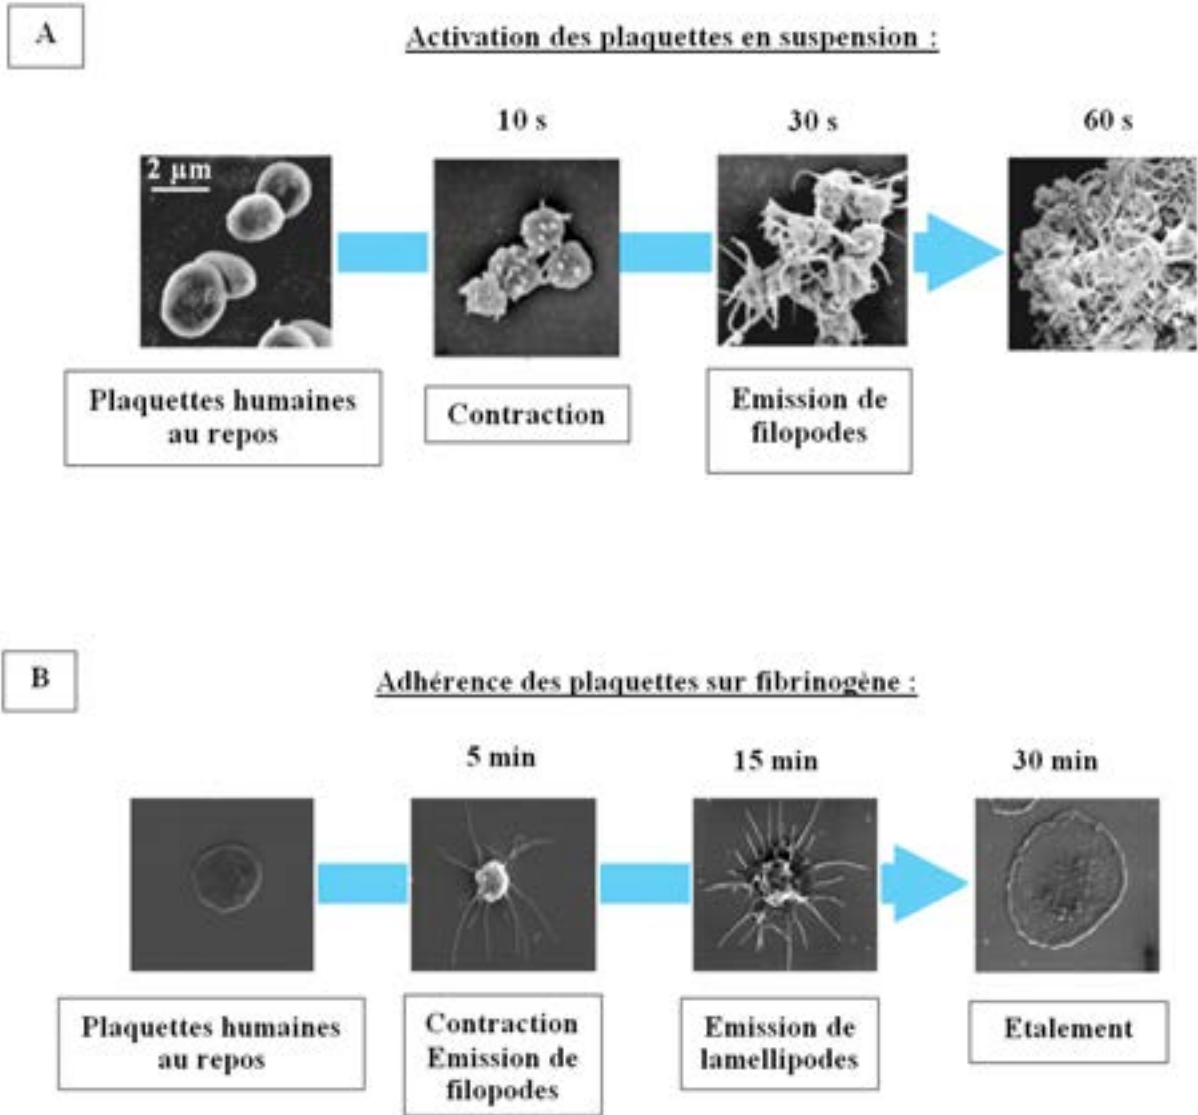 A
Activation des plaquettes en suspension :
10 s
30 s
60 s
2 µm
Plaquettes humaines
au repos
Contraction
Emission de
filopodes
B
Adhérence des plaquettes sur fibrinogène :
5 min
15 min
30 min
Plaquettes humaines
au repos
Contraction
Emission de
filopodes
Emission de
lamellipodes
Etalement